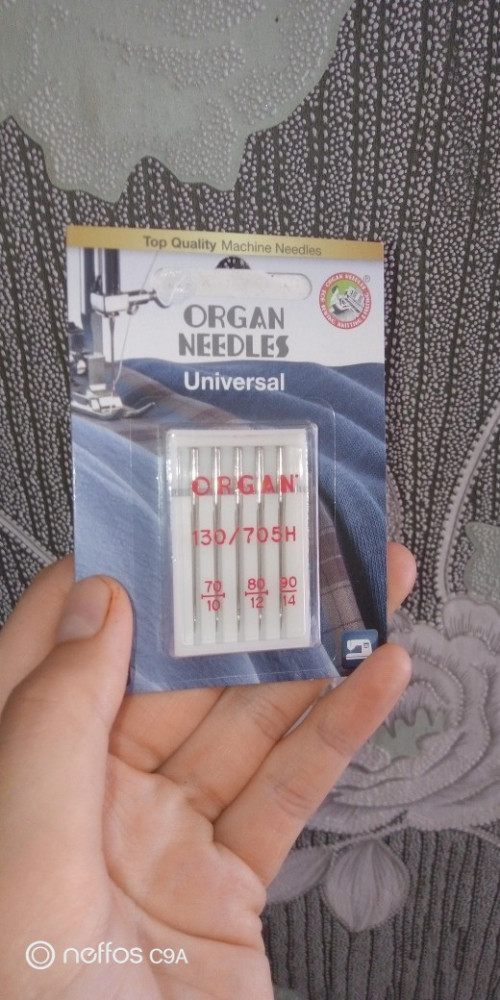 Top Quality Machine Needles
ORGAN
NEEDLES
Universal
ORGAN
130/705H
70 80 90
10 12 14
neffos C9A